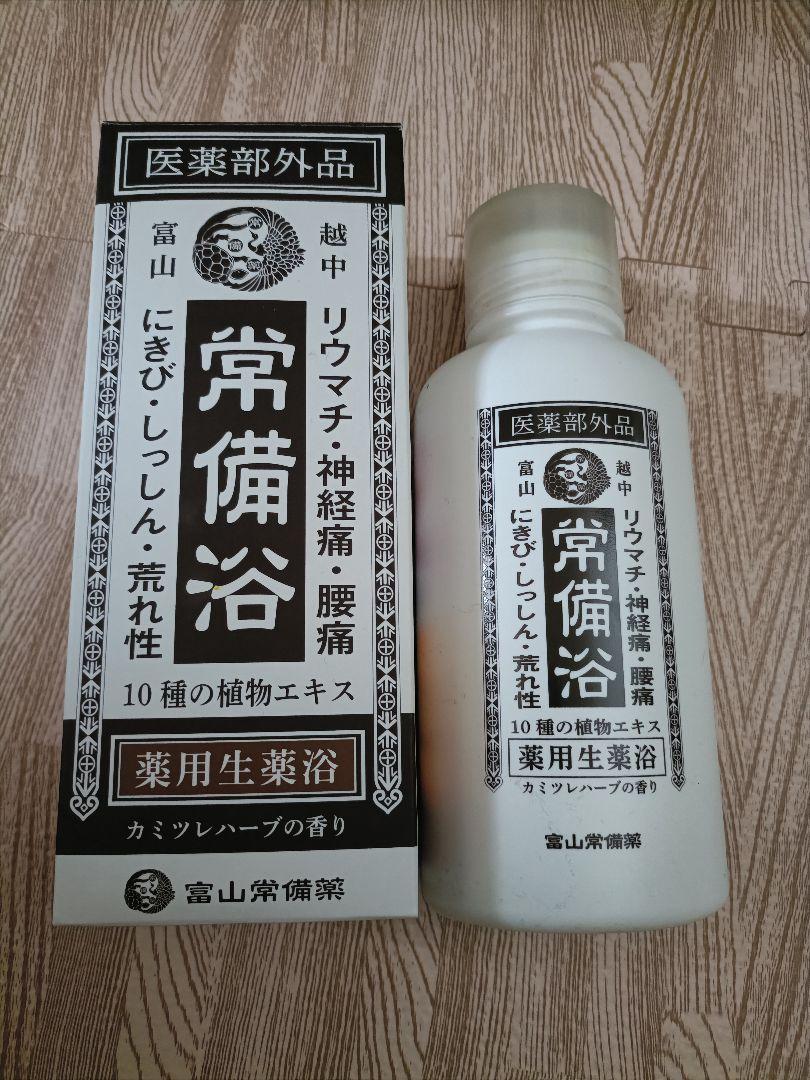 医薬部外品
越中
富山
リウマチ・神経痛・腰痛
常備浴
にきび・しっしん・荒れ性
10種の植物エキス
薬用生薬浴
カミツレハーブの香り
富山常備薬
医薬部外品
越中
富山
リウマチ・神経痛・腰痛
常備浴
にきび・しっしん・荒れ性
10種の植物エキス
薬用生薬浴
カミツレハーブの香り
富山常備薬